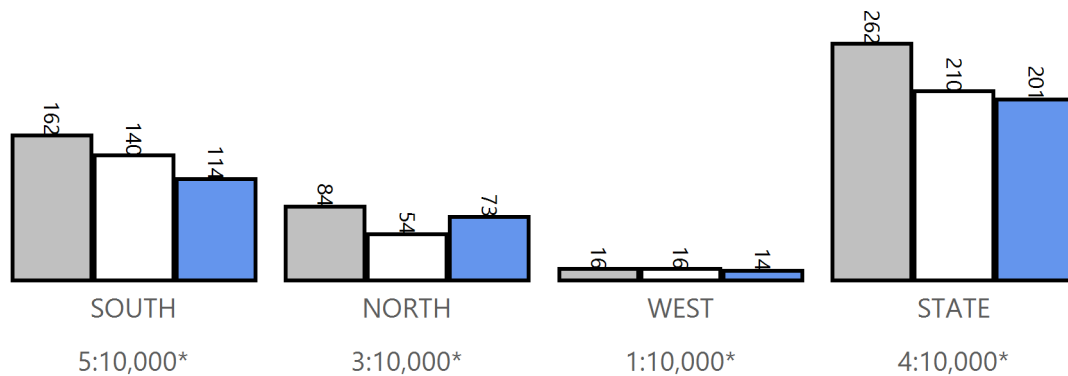 162 140 114
84 54 73
16 16 14
262 210 201
SOUTH NORTH WEST STATE
5:10,000* 3:10,000* 1:10,000* 4:10,000*